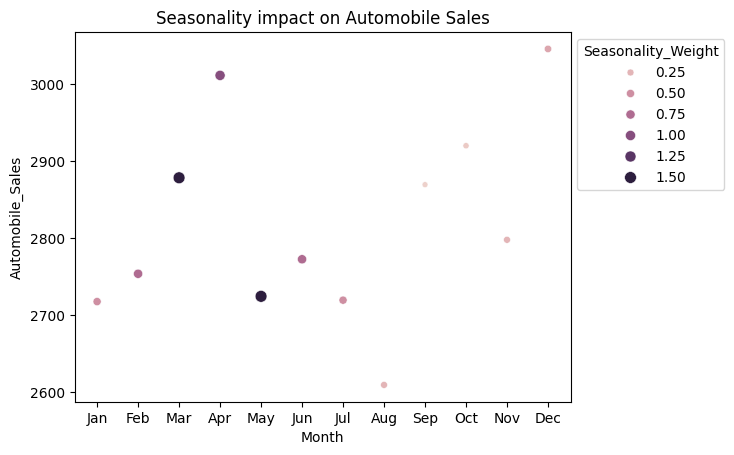 Seasonality impact on Automobile Sales
Automobile_Sales
3000
2900
2800
2700
2600
Jan Feb Mar Apr May Jun Jul Aug Sep Oct Nov Dec
Month
Seasonality_Weight
0.25
0.50
0.75
1.00
1.25
1.50